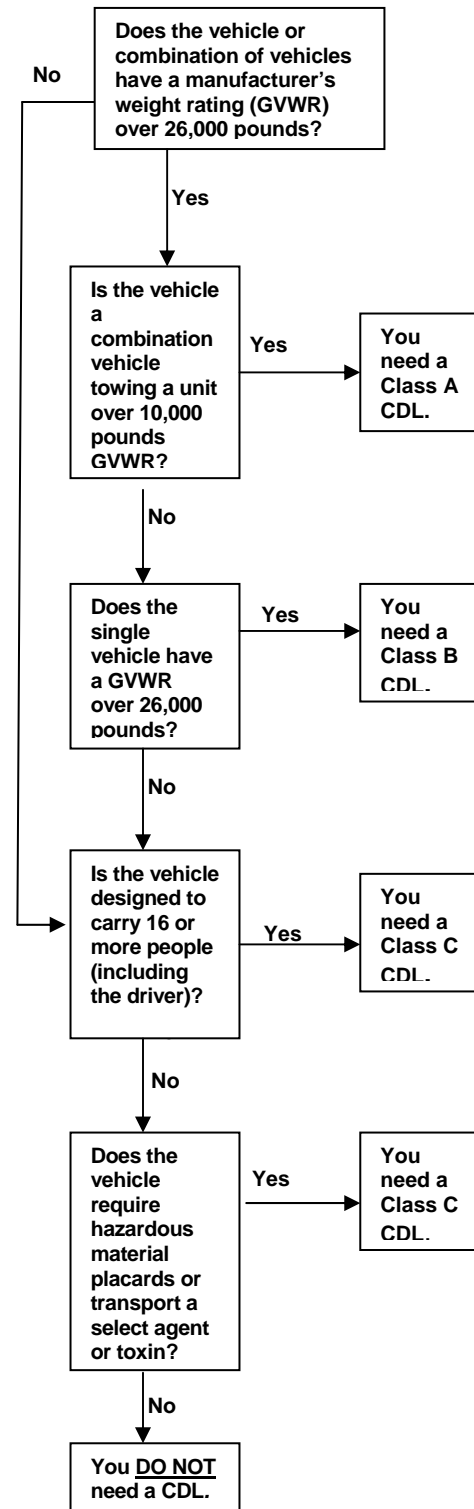 Does the vehicle or
combination of vehicles
have a manufacturer's
weight rating (GVWR)
over 26,000 pounds?
No
Yes
Is the vehicle
a
combination
vehicle
towing a unit
over 10,000
pounds
GVWR?
Yes
You
need a
Class A
CDL.
No
Does the
single
vehicle have
a GVWR
over 26,000
pounds?
Yes
You
need a
Class B
CDL.
No
Is the vehicle
designed to
carry 16 or
more people
(including
the driver)?
Yes
You
need a
Class C
CDL.
No
Does the
vehicle
require
hazardous
material
placards or
transport a
select agent
or toxin?
Yes
You
need a
Class C
CDL.
No
You DO NOT
need a CDL.